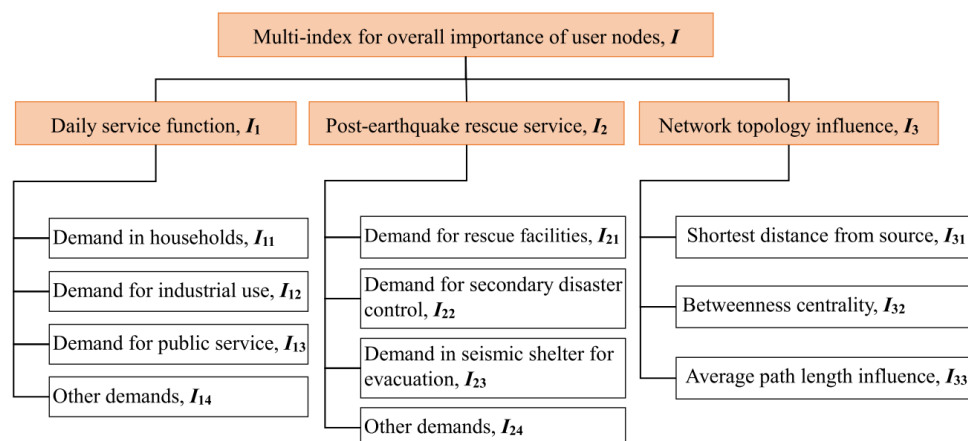 Multi-index for overall importance of user nodes, I
Daily service function, I1
Post-earthquake rescue service, I2
Network topology influence, I3
Demand in households, I11
Demand for industrial use, I12
Demand for public service, I13
Other demands, I14
Demand for rescue facilities, I21
Demand for secondary disaster
control, I22
Demand in seismic shelter for
evacuation, I23
Other demands, I24
Shortest distance from source, I31
Betweenness centrality, I32
Average path length influence, I33